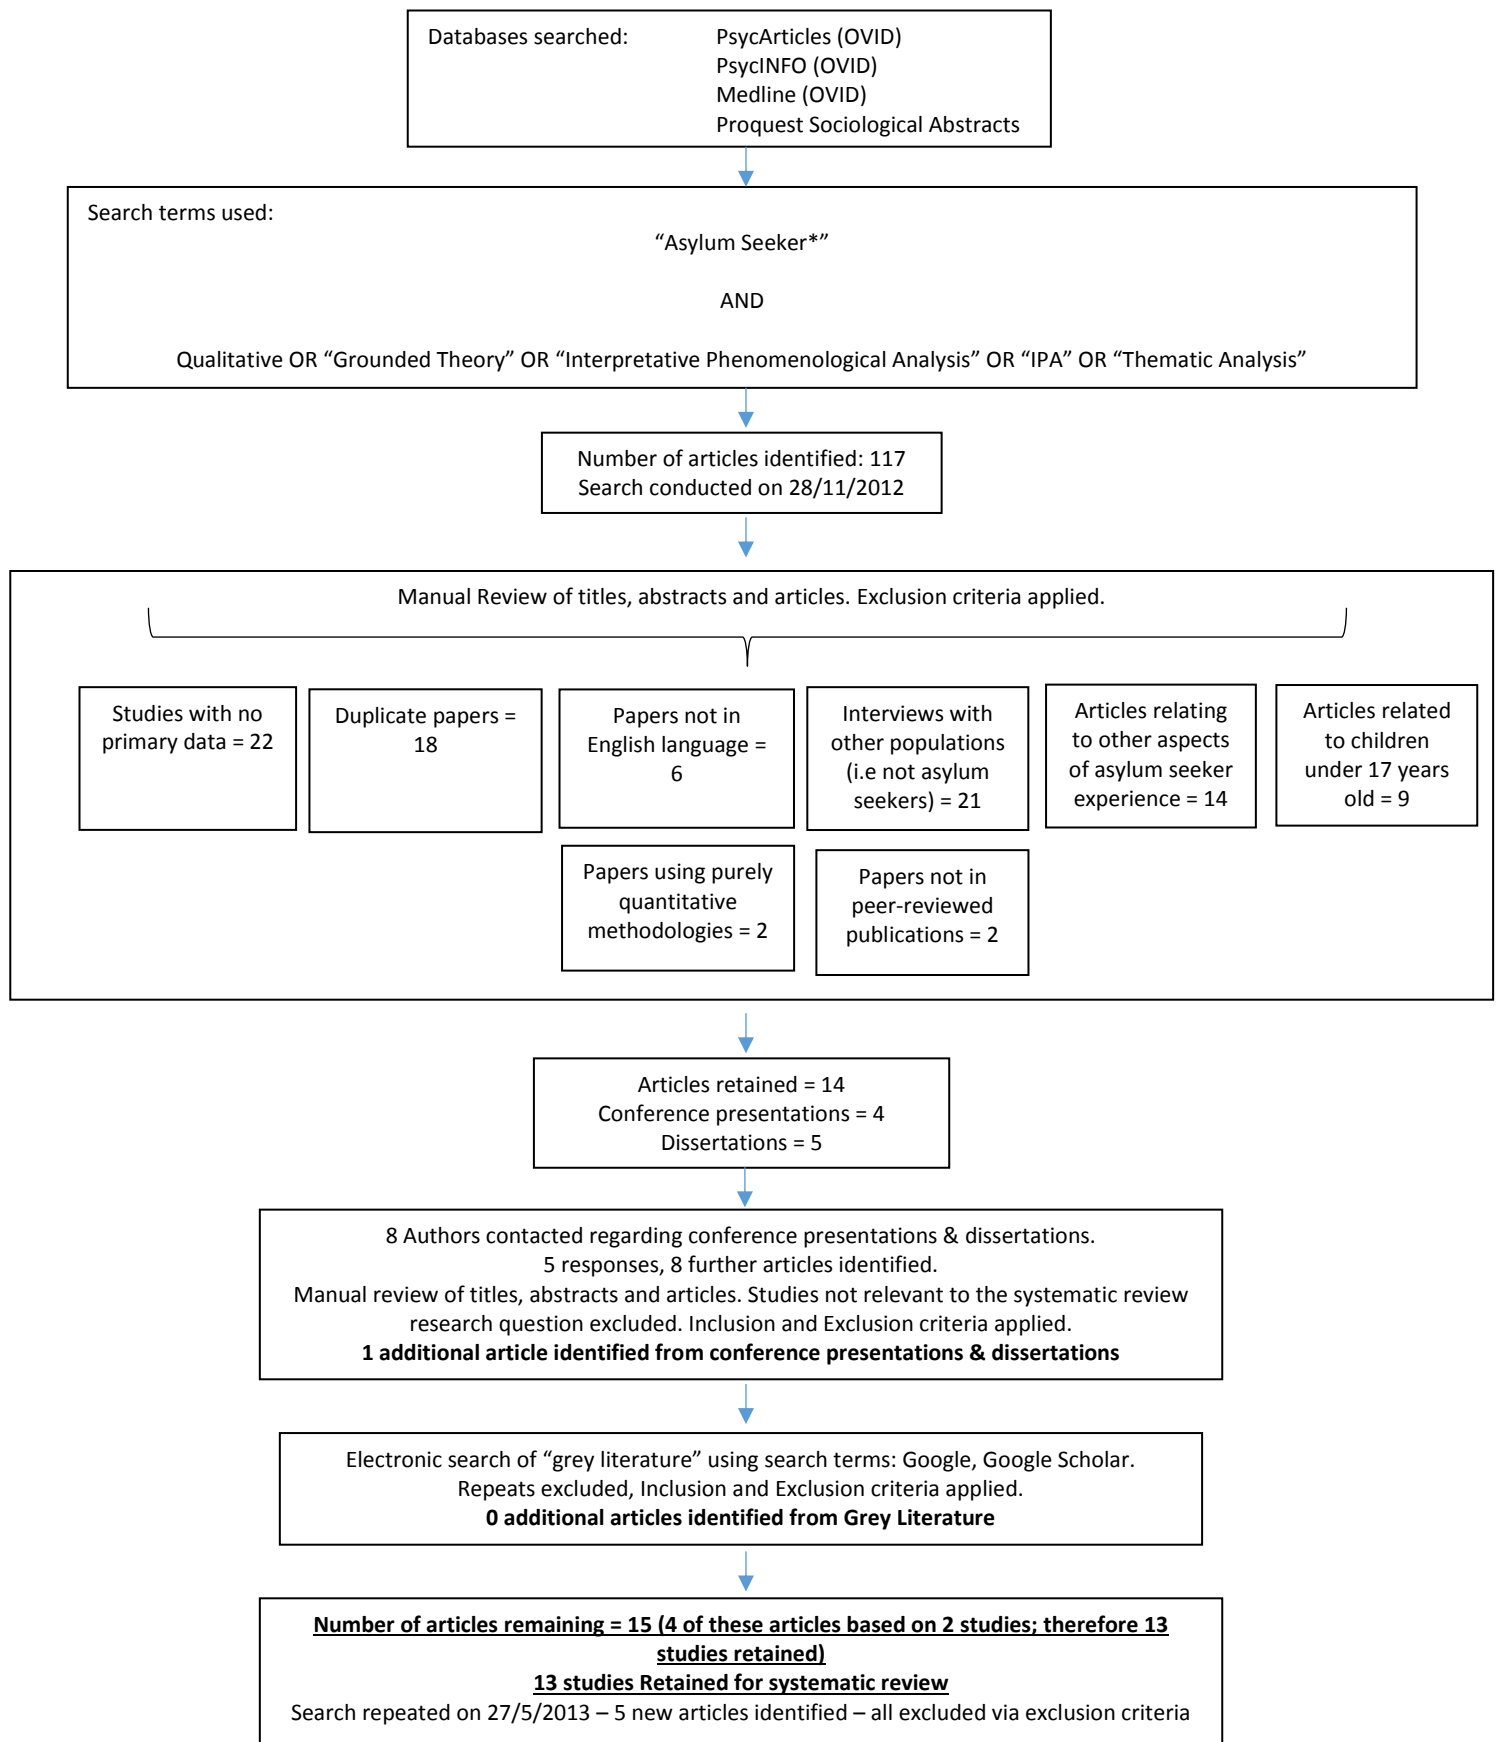 Databases searched: PsycArticles (OVID)
PsycINFO (OVID)
Medline (OVID)
Proquest Sociological Abstracts
Search terms used:
“Asylum Seeker*”
AND
Qualitative OR “Grounded Theory” OR “Interpretative Phenomenological Analysis” OR “IPA” OR “Thematic Analysis”
Number of articles identified: 117
Search conducted on 28/11/2012
Manual Review of titles, abstracts and articles. Exclusion criteria applied.
Studies with no
primary data = 22
Duplicate papers =
18
Papers not in
English language =
6
Interviews with
other populations
(i.e not asylum
seekers) = 21
Articles relating
to other aspects
of asylum seeker
experience = 14
Articles related
to children
under 17 years
old = 9
Papers using purely
quantitative
methodologies = 2
Papers not in
peer-reviewed
publications = 2
Articles retained = 14
Conference presentations = 4
Dissertations = 5
8 Authors contacted regarding conference presentations & dissertations.
5 responses, 8 further articles identified.
Manual review of titles, abstracts and articles. Studies not relevant to the systematic review
research question excluded. Inclusion and Exclusion criteria applied.
1 additional article identified from conference presentations & dissertations
Electronic search of “grey literature” using search terms: Google, Google Scholar.
Repeats excluded, Inclusion and Exclusion criteria applied.
0 additional articles identified from Grey Literature
Number of articles remaining = 15 (4 of these articles based on 2 studies; therefore 13
studies retained)
13 studies Retained for systematic review
Search repeated on 27/5/2013 – 5 new articles identified – all excluded via exclusion criteria